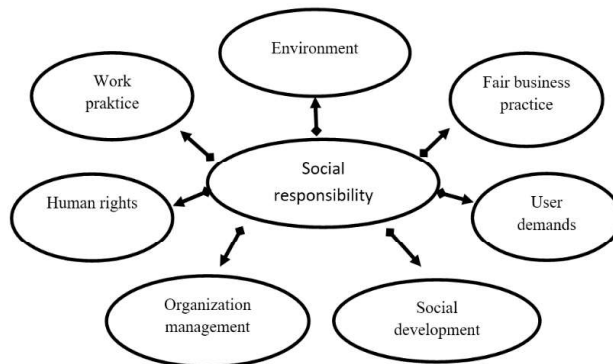 Environment
Work
praktice
Fair business
practice
Social
responsibility
Human rights
User
demands
Organization
management
Social
development